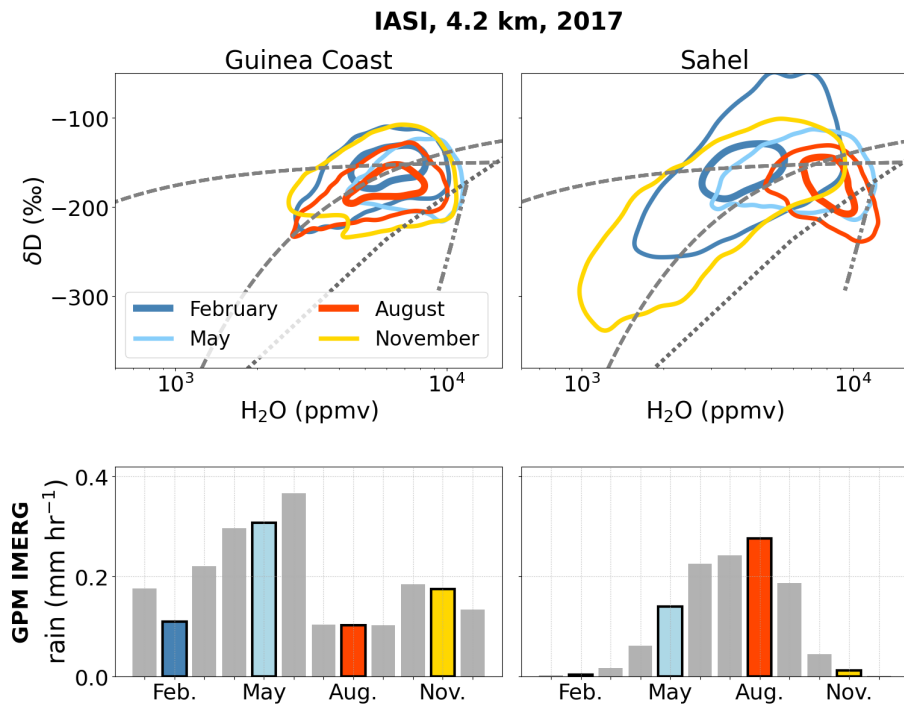 IASI, 4.2 km, 2017
Guinea Coast
Sahel
δD (‰)
−100
−200
−300
February
May
August
November
10³
10⁴
10³
10⁴
H₂O (ppmv)
H₂O (ppmv)
GPM IMERG
rain (mm hr⁻¹)
0.4
0.2
0.0
Feb.
May
Aug.
Nov.
Feb.
May
Aug.
Nov.